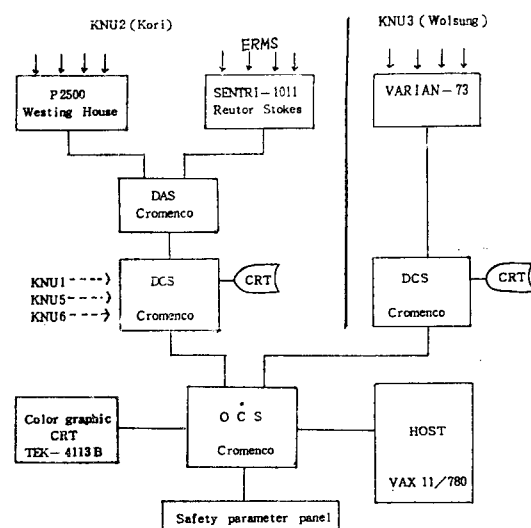 KNU2 (Kori)
KNU3 (Wolsung)
ERMS
P2500
Westing House
SENTRI-1011
Reutor Stokes
VARIAN-73
DAS
Cromenco
KNU1
KNU5
KNU6
DCS
Cromenco
CRT
DCS
Cromenco
CRT
Color graphic
CRT
TEK-4113B
OCS
Cromenco
HOST
VAX 11/780
Safety parameter panel